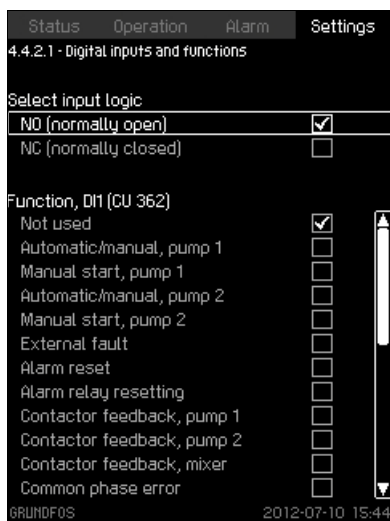 Status Operation Alarm Settings
4.4.2.1 - Digital inputs and functions
Select input logic
NO (normally open)
NC (normally closed)
Function, DI1 (CU 362)
Not used
Automatic/manual, pump 1
Manual start, pump 1
Automatic/manual, pump 2
Manual start, pump 2
External fault
Alarm reset
Alarm relay resetting
Contactor feedback, pump 1
Contactor feedback, pump 2
Contactor feedback, mixer
Common phase error
GRUNDFOS 2012-07-10 15:44